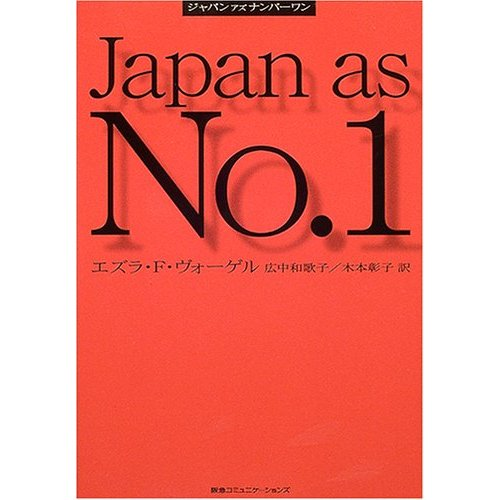 ジャパンアズナンバーワン
Japan as
No.1
エズラ・F・ヴォーゲル 広中和歌子/木本彰子 訳
阪急コミュニケーションズ